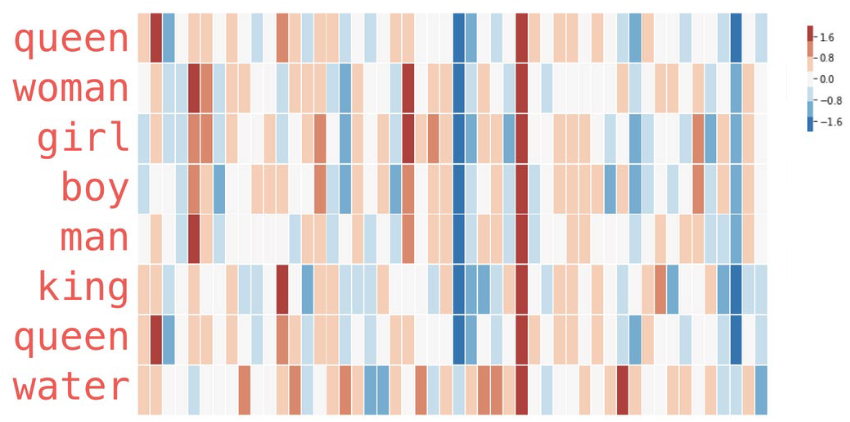 queen
woman
girl
boy
man
king
queen
water
1.6
0.8
0.0
−0.8
−1.6